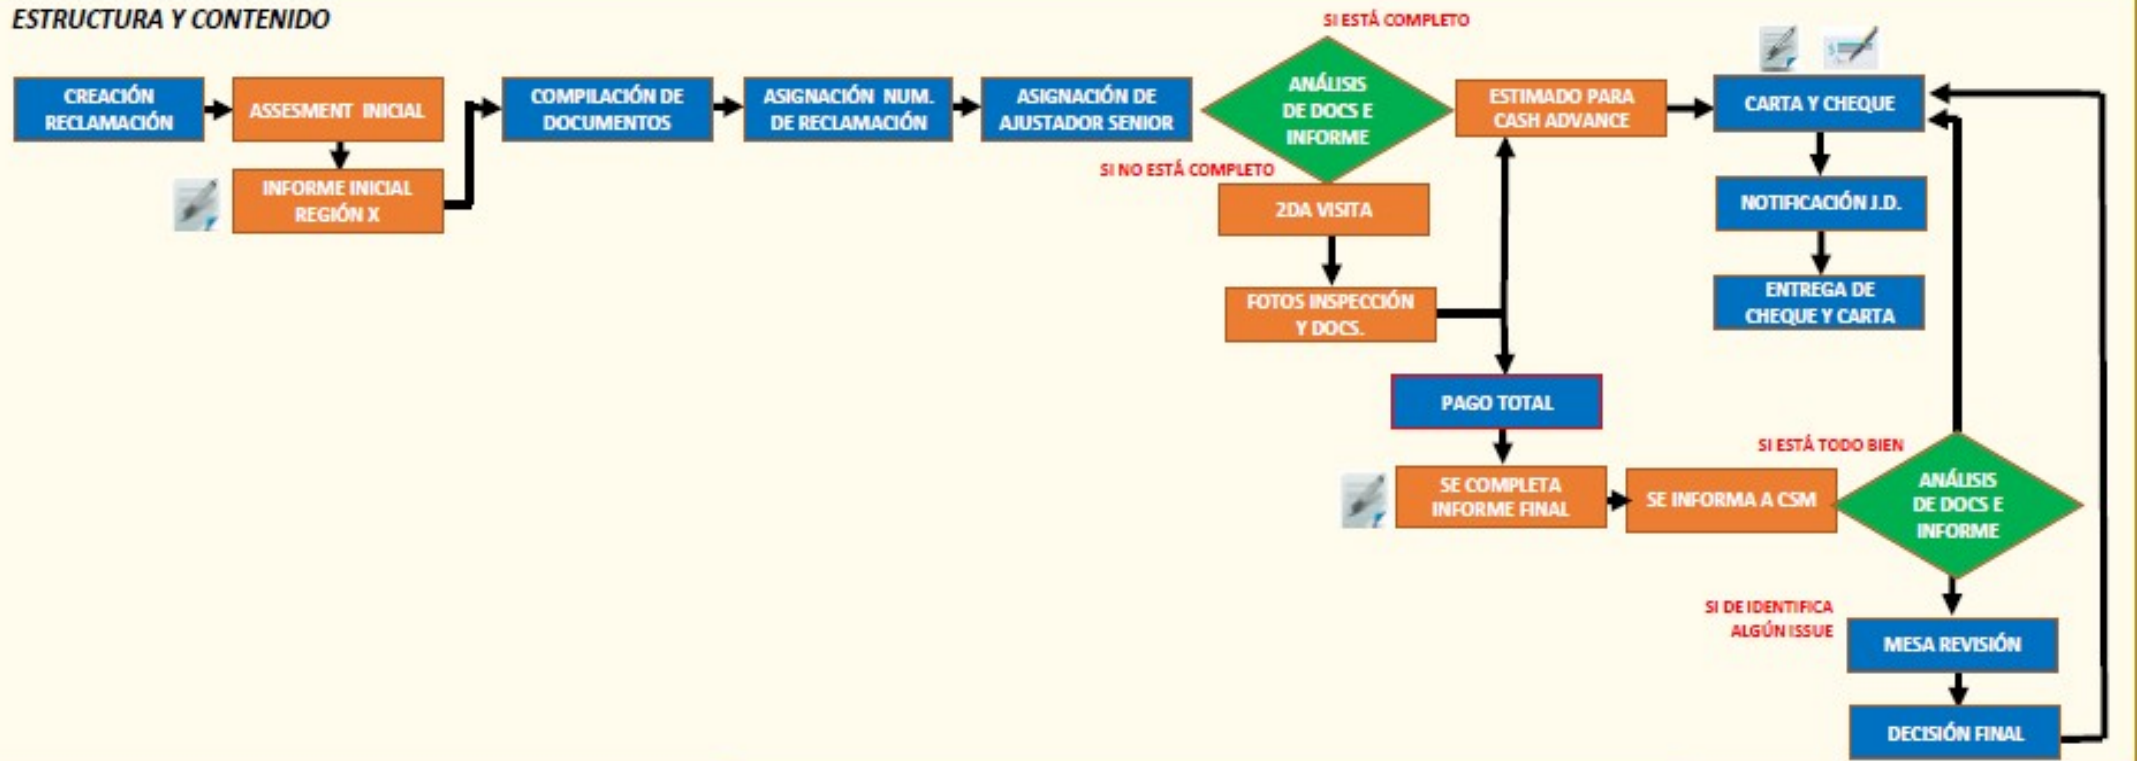 ESTRUCTURA Y CONTENIDO
CREACIÓN
RECLAMACIÓN
ASSESMENT INICIAL
INFORME INICIAL
REGIÓN X
COMPILACIÓN DE
DOCUMENTOS
ASIGNACIÓN NUM.
DE RECLAMACIÓN
ASIGNACIÓN DE
AJUSTADOR SENIOR
SI ESTÁ COMPLETO
ANÁLISIS
DE DOCS E
INFORME
SI NO ESTÁ COMPLETO
2DA VISITA
FOTOS INSPECCIÓN
Y DOCS.
ESTIMADO PARA
CASH ADVANCE
$
CARTA Y CHEQUE
NOTIFICACIÓN J.D.
ENTREGA DE
CHEQUE Y CARTA
PAGO TOTAL
SE COMPLETA
INFORME FINAL
SE INFORMA A CSM
SI ESTÁ TODO BIEN
ANÁLISIS
DE DOCS E
INFORME
SI DE IDENTIFICA
ALGÚN ISSUE
MESA REVISIÓN
DECISIÓN FINAL